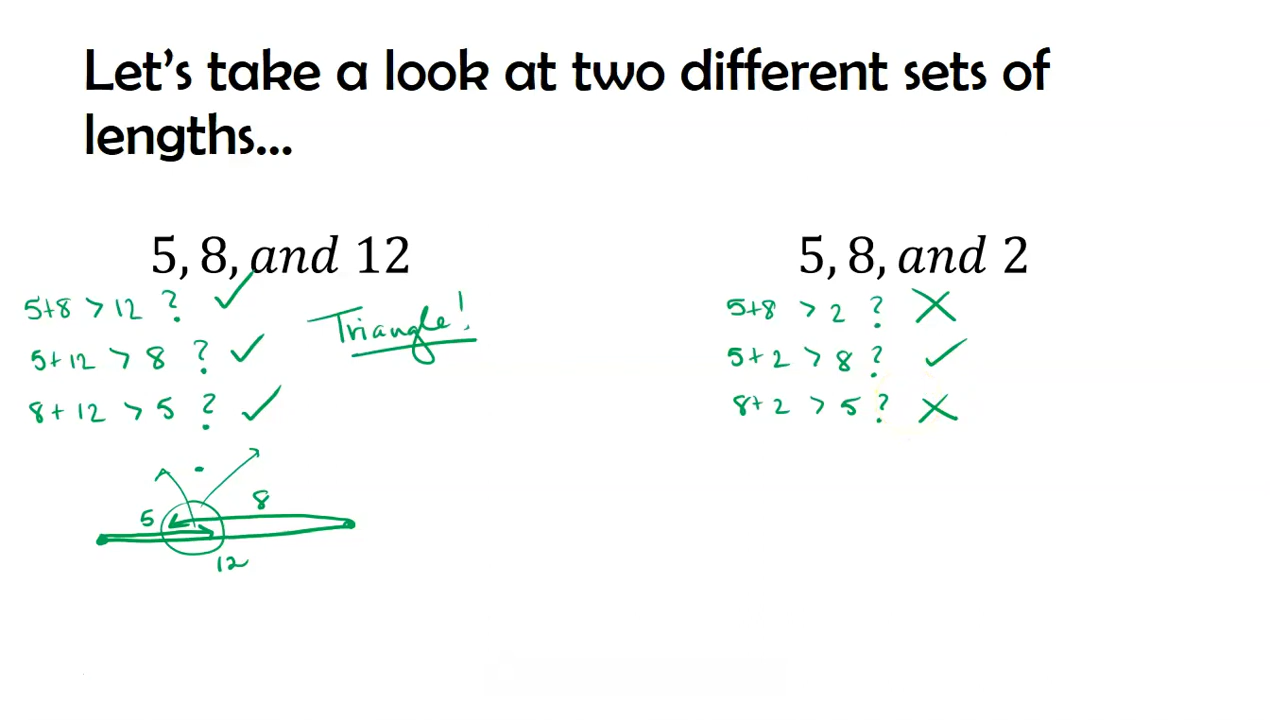 Let's take a look at two different sets of
lengths...
5, 8, and 12
5+8 > 12 ? ✓
5+12 > 8 ? ✓
8+12 > 5 ? ✓
Triangle!
5
8
12
5, 8, and 2
5+8 > 2 ? X
5+2 > 8 ? ✓
8+2 > 5 ? X